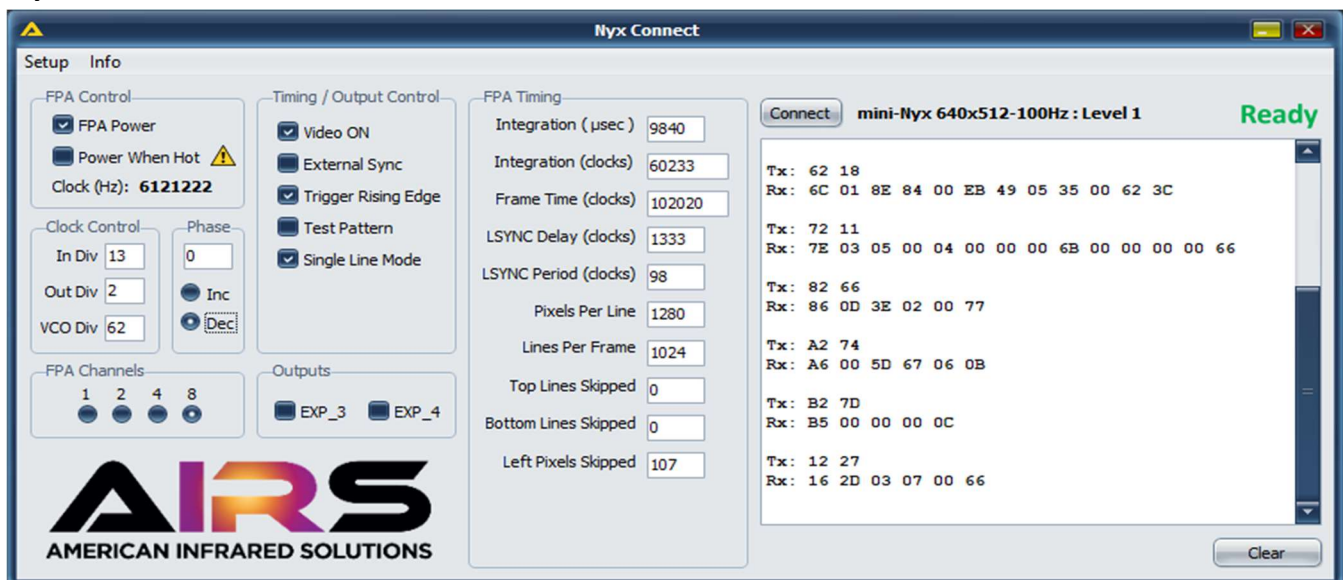 Nyx Connect
Setup Info
FPA Control
FPA Power
Power When Hot
Clock (Hz): 6121222
Clock Control
In Div 13
Out Div 2
VCO Div 62
Phase
0
Inc
Dec
FPA Channels
1 2 4 8
Timing / Output Control
Video ON
External Sync
Trigger Rising Edge
Test Pattern
Single Line Mode
Outputs
EXP_3 EXP_4
FPA Timing
Integration ( µsec ) 9840
Integration (clocks) 60233
Frame Time (clocks) 102020
LSYNC Delay (clocks) 1333
LSYNC Period (clocks) 98
Pixels Per Line 1280
Lines Per Frame 1024
Top Lines Skipped 0
Bottom Lines Skipped 0
Left Pixels Skipped 107
Connect mini-Nyx 640x512-100Hz : Level 1 Ready
Tx: 62 18
Rx: 6C 01 8E 84 00 EB 49 05 35 00 62 3C
Tx: 72 11
Rx: 7E 03 05 00 04 00 00 00 6B 00 00 00 00 66
Tx: 82 66
Rx: 86 0D 3E 02 00 77
Tx: A2 74
Rx: A6 00 5D 67 06 0B
Tx: B2 7D
Rx: B5 00 00 00 0C
Tx: 12 27
Rx: 16 2D 03 07 00 66
Clear
AIRS
AMERICAN INFRARED SOLUTIONS